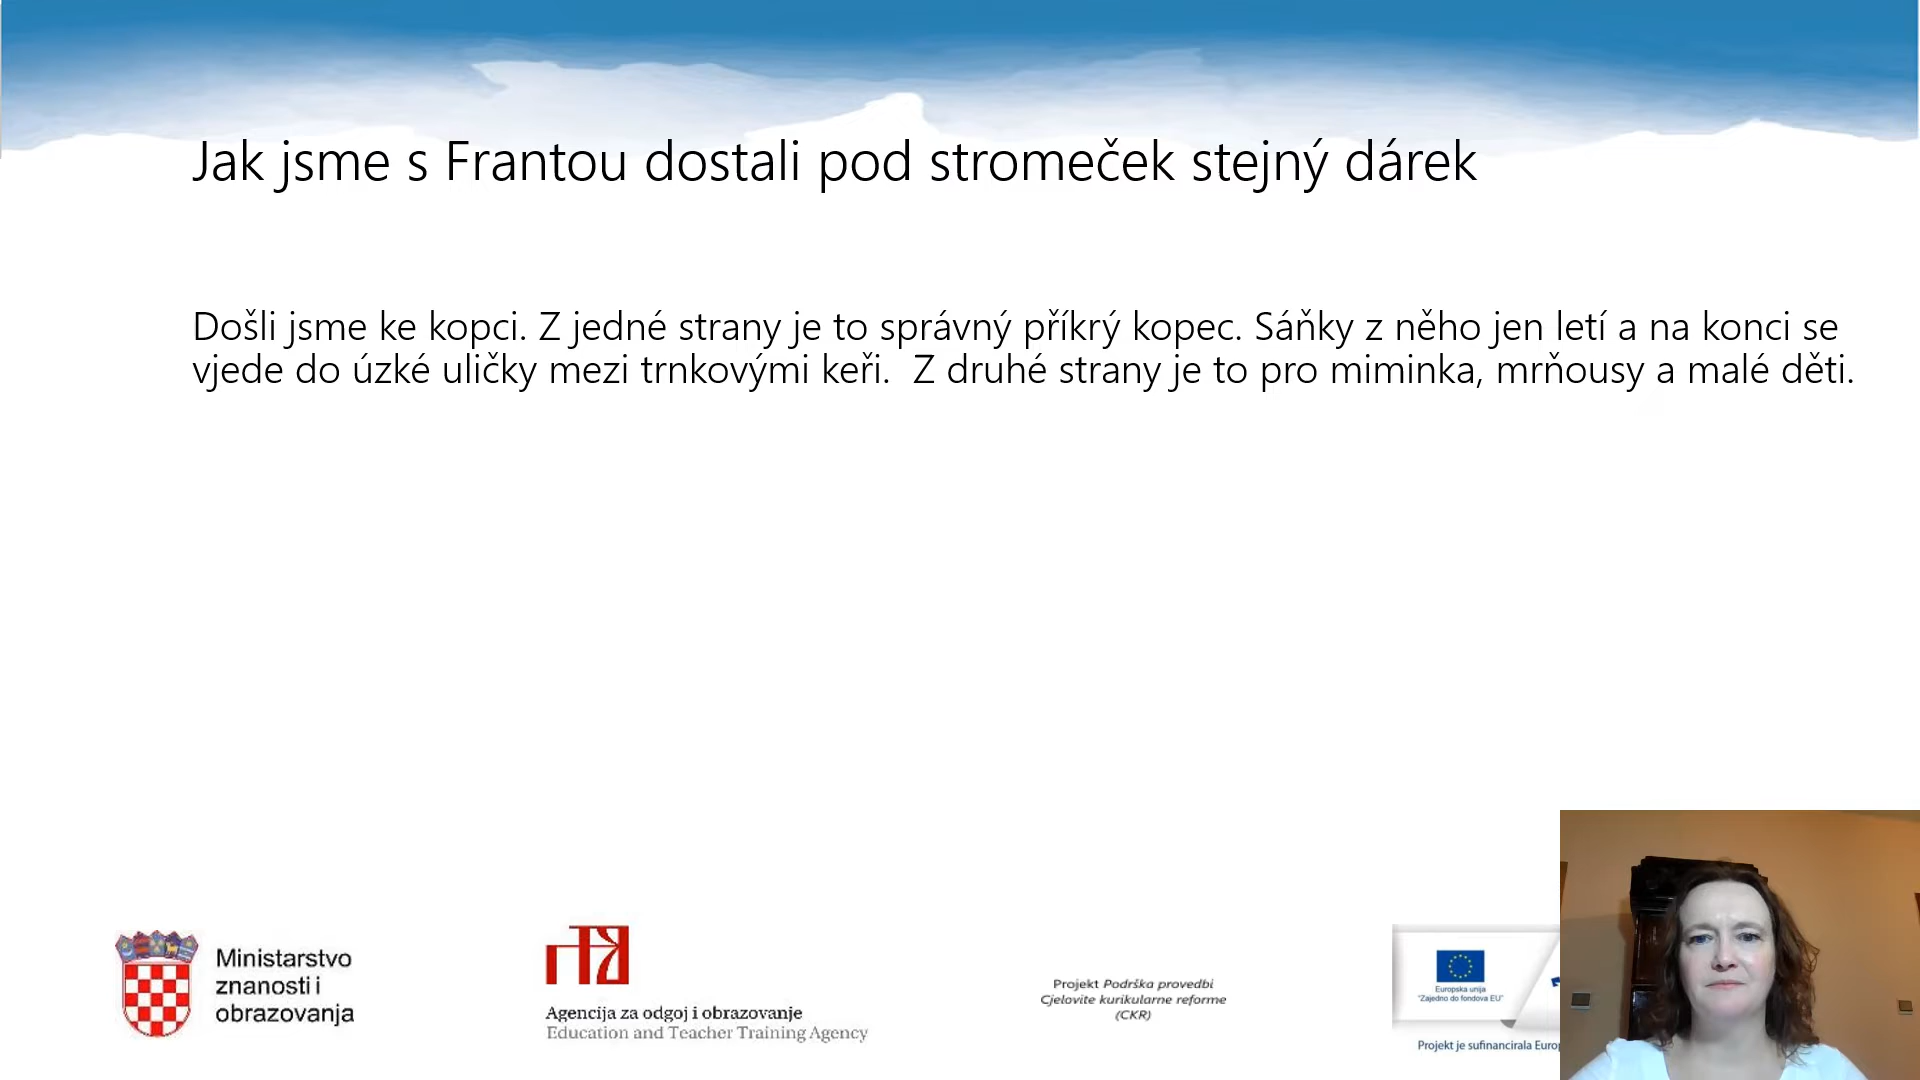 Jak jsme s Frantou dostali pod stromeček stejný dárek
Došli jsme ke kopci. Z jedné strany je to správný příkrý kopec. Sáňky z něho jen letí a na konci se
vjede do úzké uličky mezi trnkovými keři.  Z druhé strany je to pro miminka, mrňousy a malé děti.
Ministarstvo
znanosti i
obrazovanja
Agencija za odgoj i obrazovanje
Education and Teacher Training Agency
Projekt Podrška provedbi
Cjelovite kurikularne reforme
(CKR)
Europska unija
"Zajedno do fondova EU"
Projekt je sufinancirala Europ